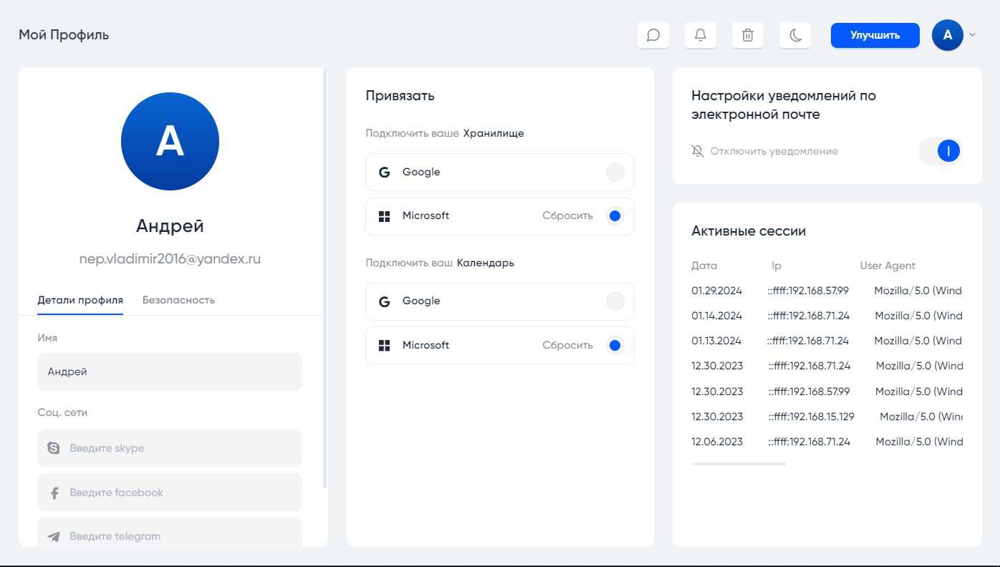 Мой Профиль
Улучшить
А
А
Андрей
nep.vladimir2016@yandex.ru
Детали профиля
Безопасность
Имя
Андрей
Соц. сети
Введите skype
Введите facebook
Введите telegram
Привязать
Подключить ваше Хранилище
Google
Microsoft Сбросить
Подключить ваш Календарь
Google
Microsoft Сбросить
Настройки уведомлений по
электронной почте
Отключить уведомление
Активные сессии
Дата Ip User Agent
01.29.2024 ::ffff:192.168.57.99 Mozilla/5.0 (Wind
01.14.2024 ::ffff:192.168.71.24 Mozilla/5.0 (Wind
01.13.2024 ::ffff:192.168.71.24 Mozilla/5.0 (Wind
12.30.2023 ::ffff:192.168.71.24 Mozilla/5.0 (Wind
12.30.2023 ::ffff:192.168.57.99 Mozilla/5.0 (Wind
12.30.2023 ::ffff:192.168.15.129 Mozilla/5.0 (Win
12.06.2023 ::ffff:192.168.71.24 Mozilla/5.0 (Wind